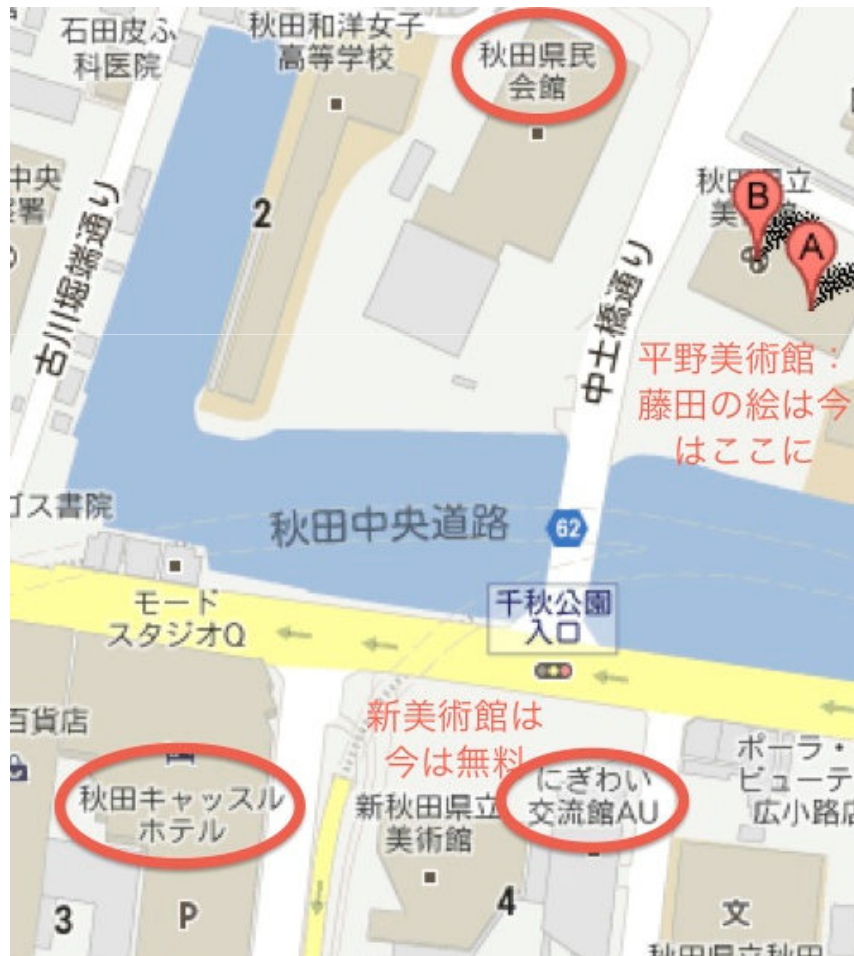 石田皮ふ
科医院
秋田和洋女子
高等学校
秋田県民
会館
中央
古川堀端通り
2
秋田県立
美術館
B
A
中土橋通り
平野美術館：
藤田の絵は今
はここに
ゴス書院
秋田中央道路
62
モード
スタジオQ
千秋公園
入口
百貨店
新美術館は
今は無料
秋田キャッスル
ホテル
にぎわい
交流館AU
新秋田県立
美術館
ポーラ・
ビューテ
広小路店
3
P
4
文
秋田県立秋田